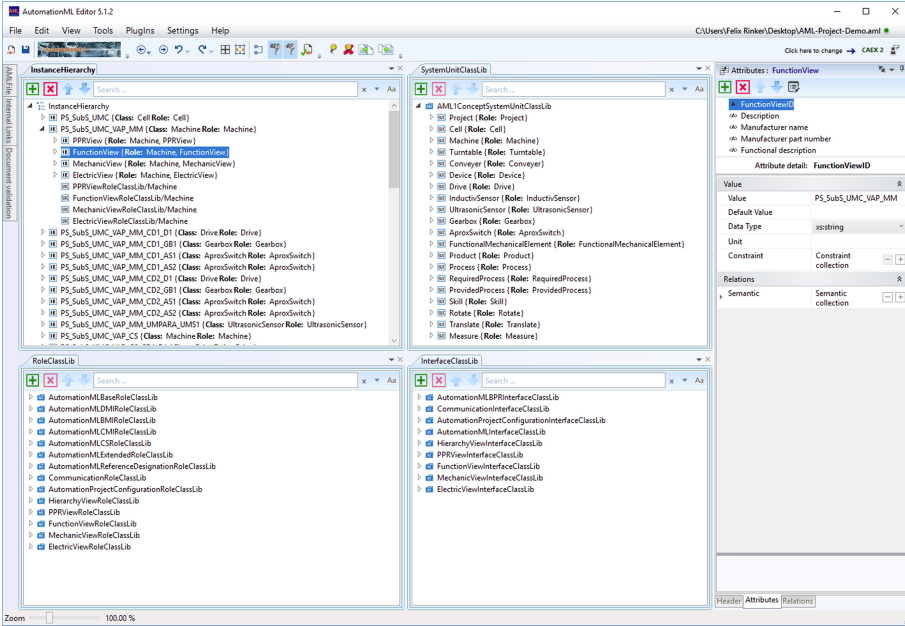 AutomationML Editor 5.1.2
File Edit View Tools PlugIns Settings Help
C:\Users\Felix Rinker\Desktop\AML-Project-Demo.aml
Click here to change CAEX 2
AMLFile Internal Links Document validation
InstanceHierarchy
Search ...
Aa
InstanceHierarchy
PS_SubS_UMC {Class: Cell Role: Cell}
PS_SubS_UMC_VAP_MM {Class: Machine Role: Machine}
PPRView {Role: Machine, PPRView}
FunctionView {Role: Machine, FunctionView}
MechanicView {Role: Machine, MechanicView}
ElectricView {Role: Machine, ElectricView}
PPRViewRoleClassLib/Machine
FunctionViewRoleClassLib/Machine
MechanicViewRoleClassLib/Machine
ElectricViewRoleClassLib/Machine
PS_SubS_UMC_VAP_MM_CD1_D1 {Class: Drive Role: Drive}
PS_SubS_UMC_VAP_MM_CD1_GB1 {Class: Gearbox Role: Gearbox}
PS_SubS_UMC_VAP_MM_CD1_AS1 {Class: AproxSwitch Role: AproxSwitch}
PS_SubS_UMC_VAP_MM_CD1_AS2 {Class: AproxSwitch Role: AproxSwitch}
PS_SubS_UMC_VAP_MM_CD2_D1 {Class: Drive Role: Drive}
PS_SubS_UMC_VAP_MM_CD2_GB1 {Class: Gearbox Role: Gearbox}
PS_SubS_UMC_VAP_MM_CD2_AS1 {Class: AproxSwitch Role: AproxSwitch}
PS_SubS_UMC_VAP_MM_CD2_AS2 {Class: AproxSwitch Role: AproxSwitch}
PS_SubS_UMC_VAP_MM_UMPARA_UMS1 {Class: UltrasonicSensor Role: UltrasonicSensor}
PS_SubS_UMC_VAP_CS {Class: Machine Role: Machine}
SystemUnitClassLib
Search ...
Aa
AML1ConceptSystemUnitClassLib
Project {Role: Project}
Cell {Role: Cell}
Machine {Role: Machine}
Turntable {Role: Turntable}
Conveyer {Role: Conveyer}
Device {Role: Device}
Drive {Role: Drive}
InductivSensor {Role: InductivSensor}
UltrasonicSensor {Role: UltrasonicSensor}
Gearbox {Role: Gearbox}
AproxSwitch {Role: AproxSwitch}
FunctionalMechanicalElement {Role: FunctionalMechanicalElement}
Product {Role: Product}
Process {Role: Process}
RequiredProcess {Role: RequiredProcess}
ProvidedProcess {Role: ProvidedProcess}
Skill {Role: Skill}
Rotate {Role: Rotate}
Translate {Role: Translate}
Measure {Role: Measure}
Attributes : FunctionView
FunctionViewID
Description
Manufacturer name
Manufacturer part number
Functional description
Attribute detail: FunctionViewID
Value
Value PS_SubS_UMC_VAP_MM
Default Value
Data Type xs:string
Unit
Constraint Constraint collection
Relations
Semantic Semantic collection
RoleClassLib
Search ...
Aa
AutomationMLBaseRoleClassLib
AutomationMLDMIRoleClassLib
AutomationMLBMIRoleClassLib
AutomationMLCMIRoleClassLib
AutomationMLCSRoleClassLib
AutomationMLExtendedRoleClassLib
AutomationMLReferenceDesignationRoleClassLib
CommunicationRoleClassLib
AutomationProjectConfigurationRoleClassLib
HierarchyViewRoleClassLib
PPRViewRoleClassLib
FunctionViewRoleClassLib
MechanicViewRoleClassLib
ElectricViewRoleClassLib
InterfaceClassLib
Search ...
Aa
AutomationMLBPRInterfaceClassLib
CommunicationInterfaceClassLib
AutomationProjectConfigurationInterfaceClassLib
AutomationMLInterfaceClassLib
HierarchyViewInterfaceClassLib
PPRViewInterfaceClassLib
FunctionViewInterfaceClassLib
MechanicViewInterfaceClassLib
ElectricViewInterfaceClassLib
Header Attributes Relations
Zoom 100.00 %